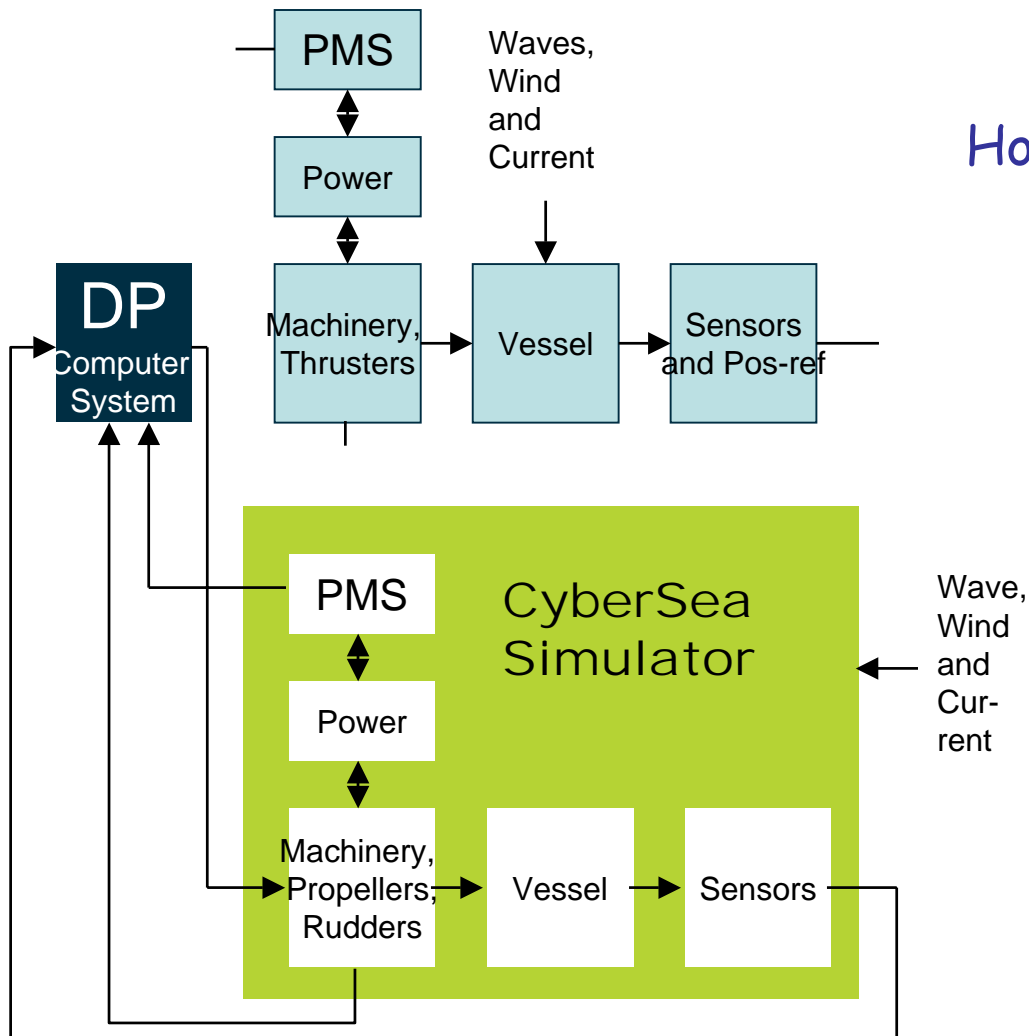 PMS
Waves,
Wind
and
Current
Ho
Power
DP
Computer
System
Machinery,
Thrusters
Vessel
Sensors
and Pos-ref
PMS
CyberSea
Simulator
Wave,
Wind
and
Cur-
rent
Power
Machinery,
Propellers,
Rudders
Vessel
Sensors